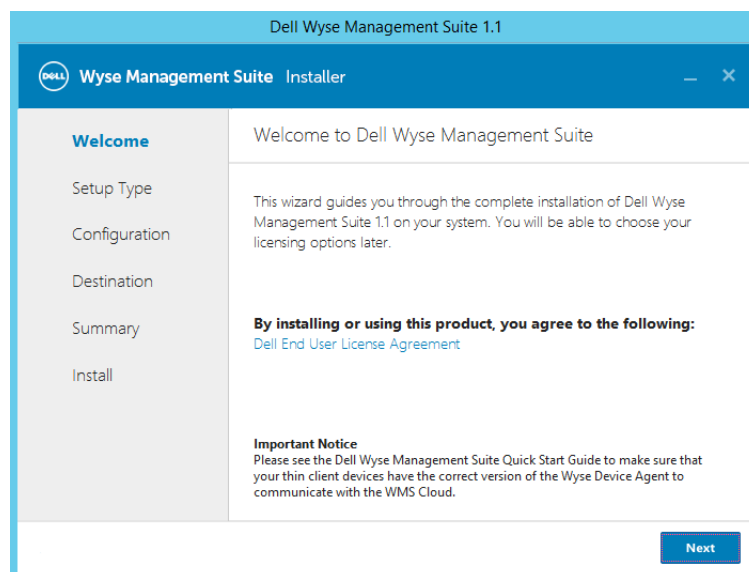 Dell Wyse Management Suite 1.1
DELL Wyse Management Suite Installer
Welcome
Setup Type
Configuration
Destination
Summary
Install
Welcome to Dell Wyse Management Suite
This wizard guides you through the complete installation of Dell Wyse
Management Suite 1.1 on your system. You will be able to choose your
licensing options later.
By installing or using this product, you agree to the following:
Dell End User License Agreement
Important Notice
Please see the Dell Wyse Management Suite Quick Start Guide to make sure that
your thin client devices have the correct version of the Wyse Device Agent to
communicate with the WMS Cloud.
Next